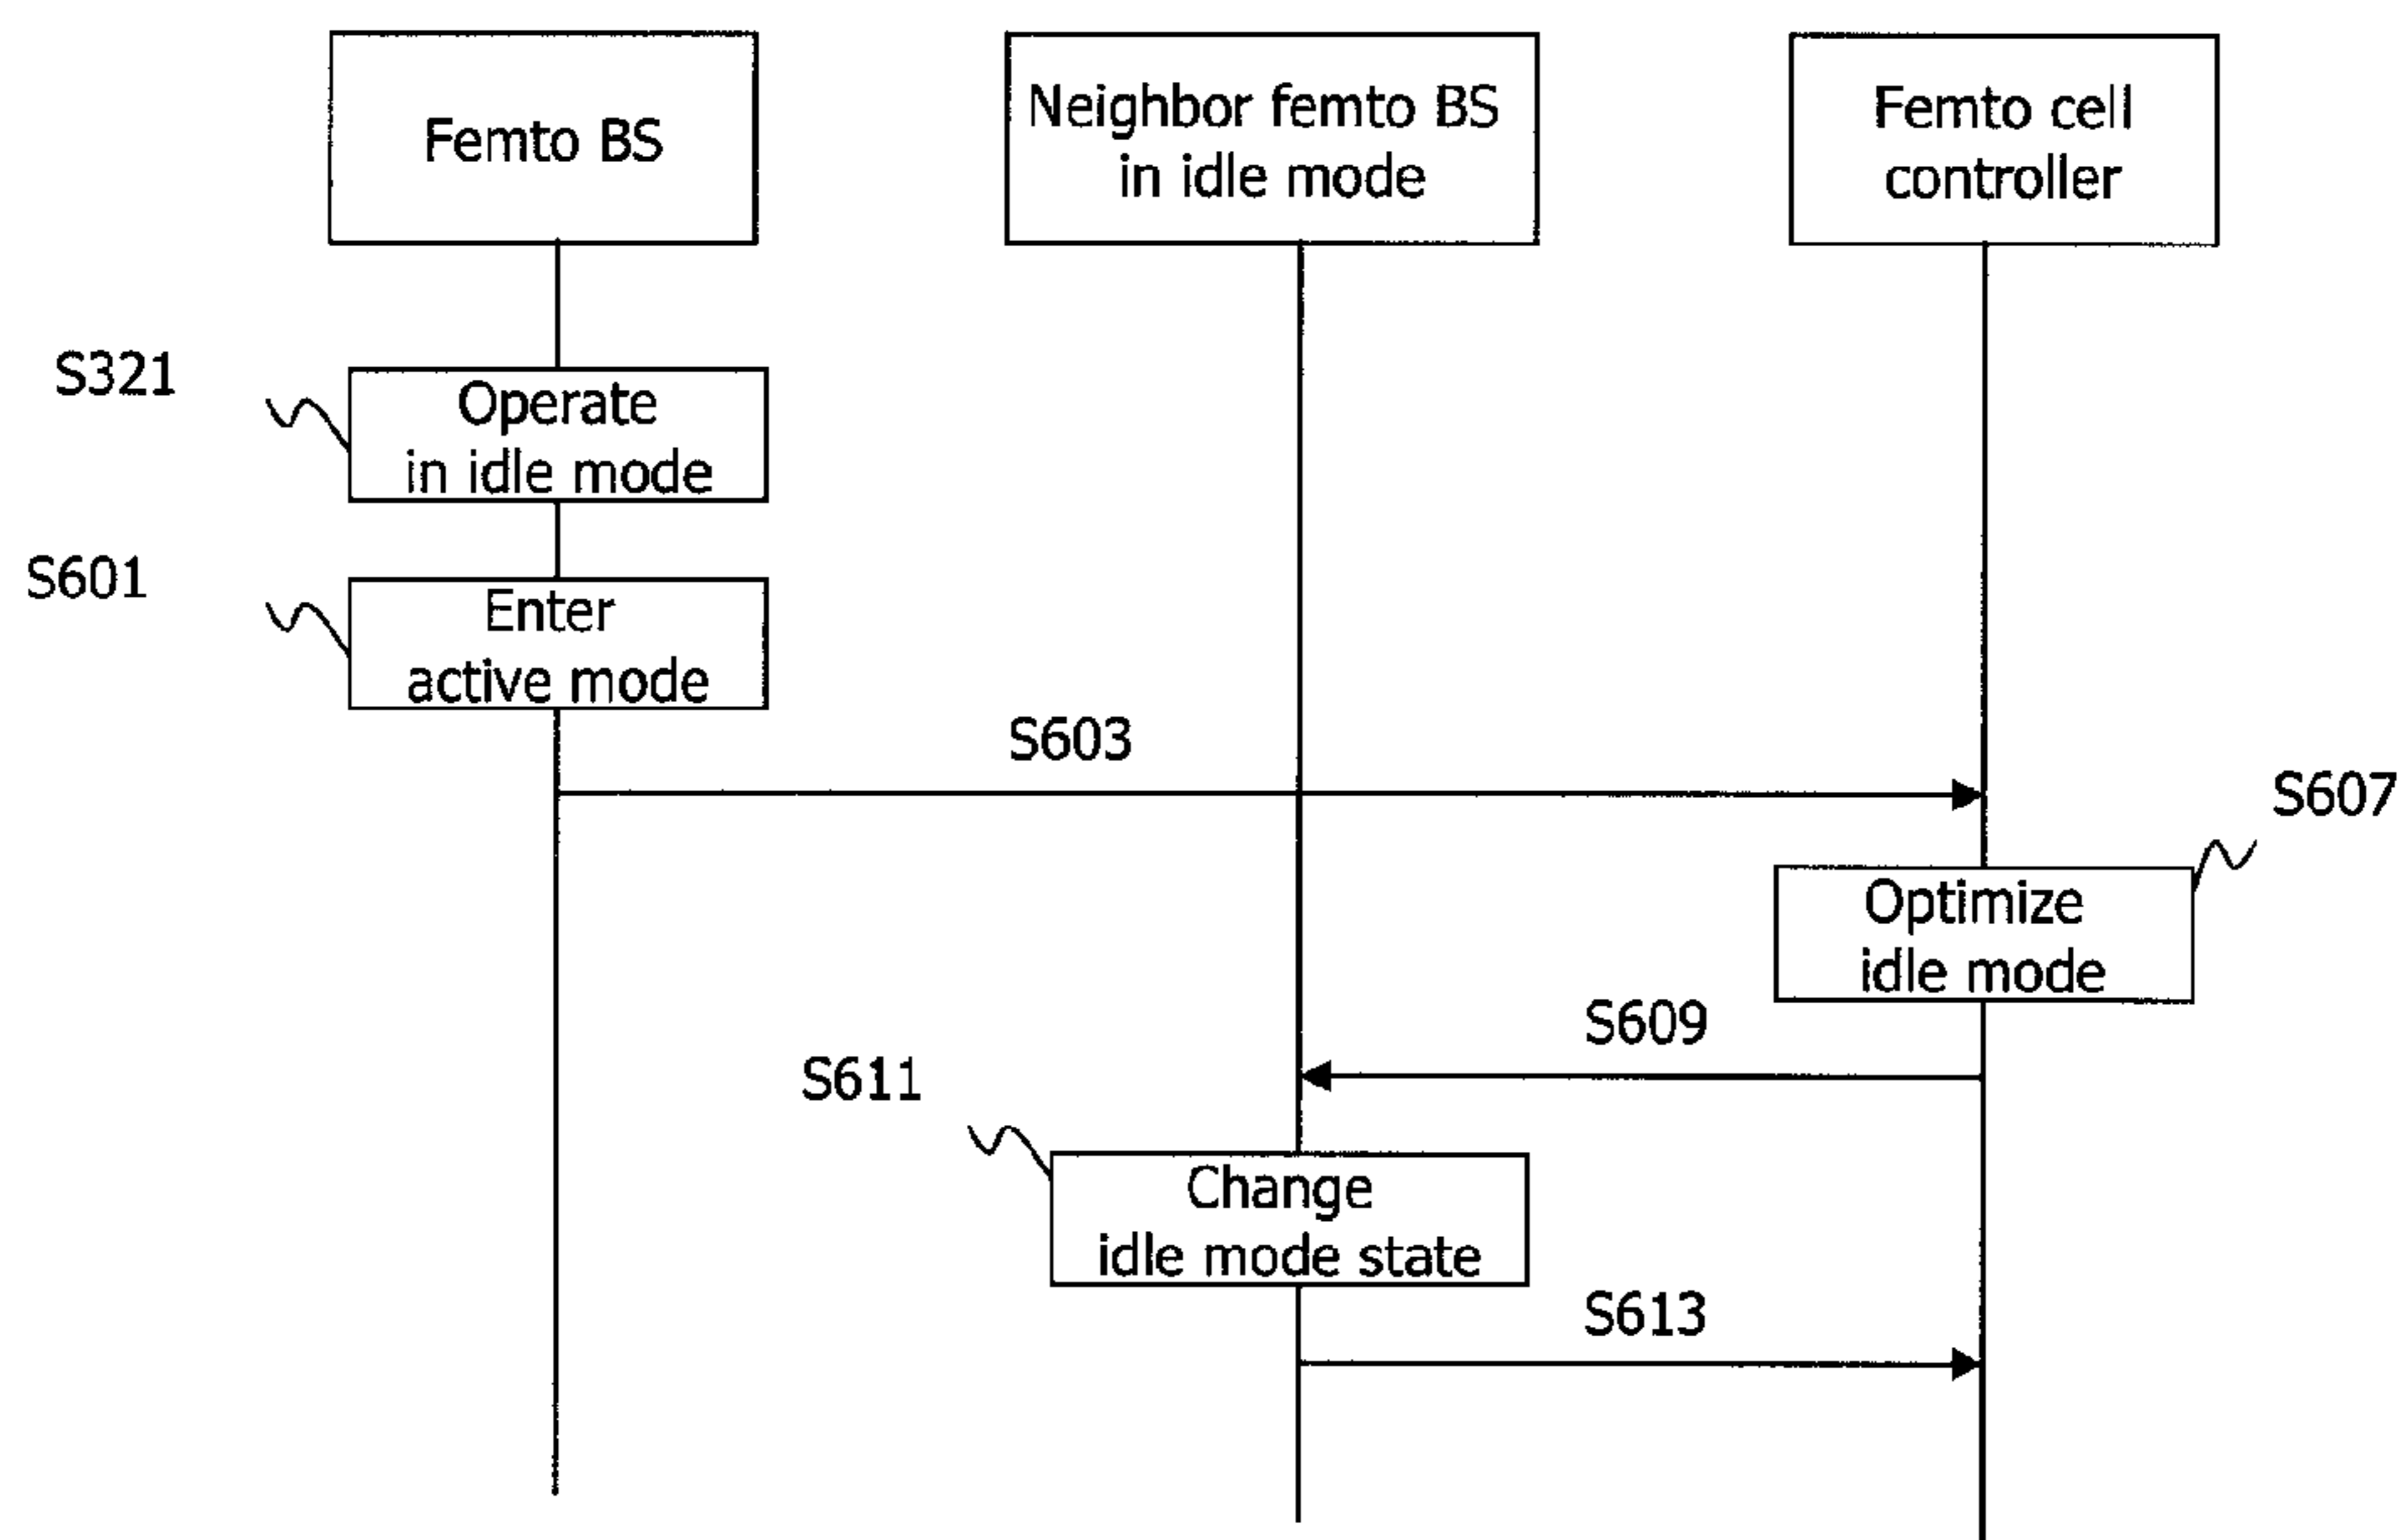 Femto BS
Neighbor femto BS
in idle mode
Femto cell
controller
S321
Operate
in idle mode
S601
Enter
active mode
S603
S607
Optimize
idle mode
S609
S611
Change
idle mode state
S613